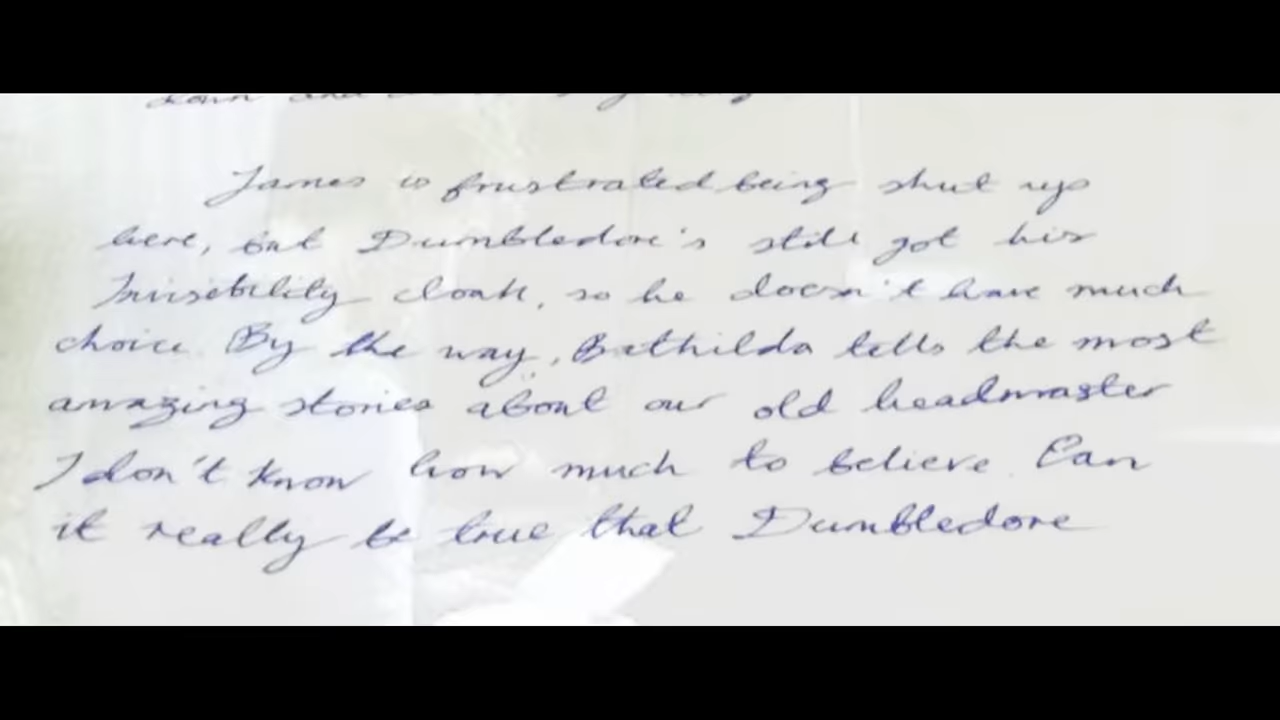 down and
James is frustrated being shut up
here, but Dumbledore's still got his
Invisibility cloak, so he doesn't have much
choice. By the way, Bathilda tells the most
amazing stories about our old headmaster
I don't know how much to believe. Can
it really be true that Dumbledore